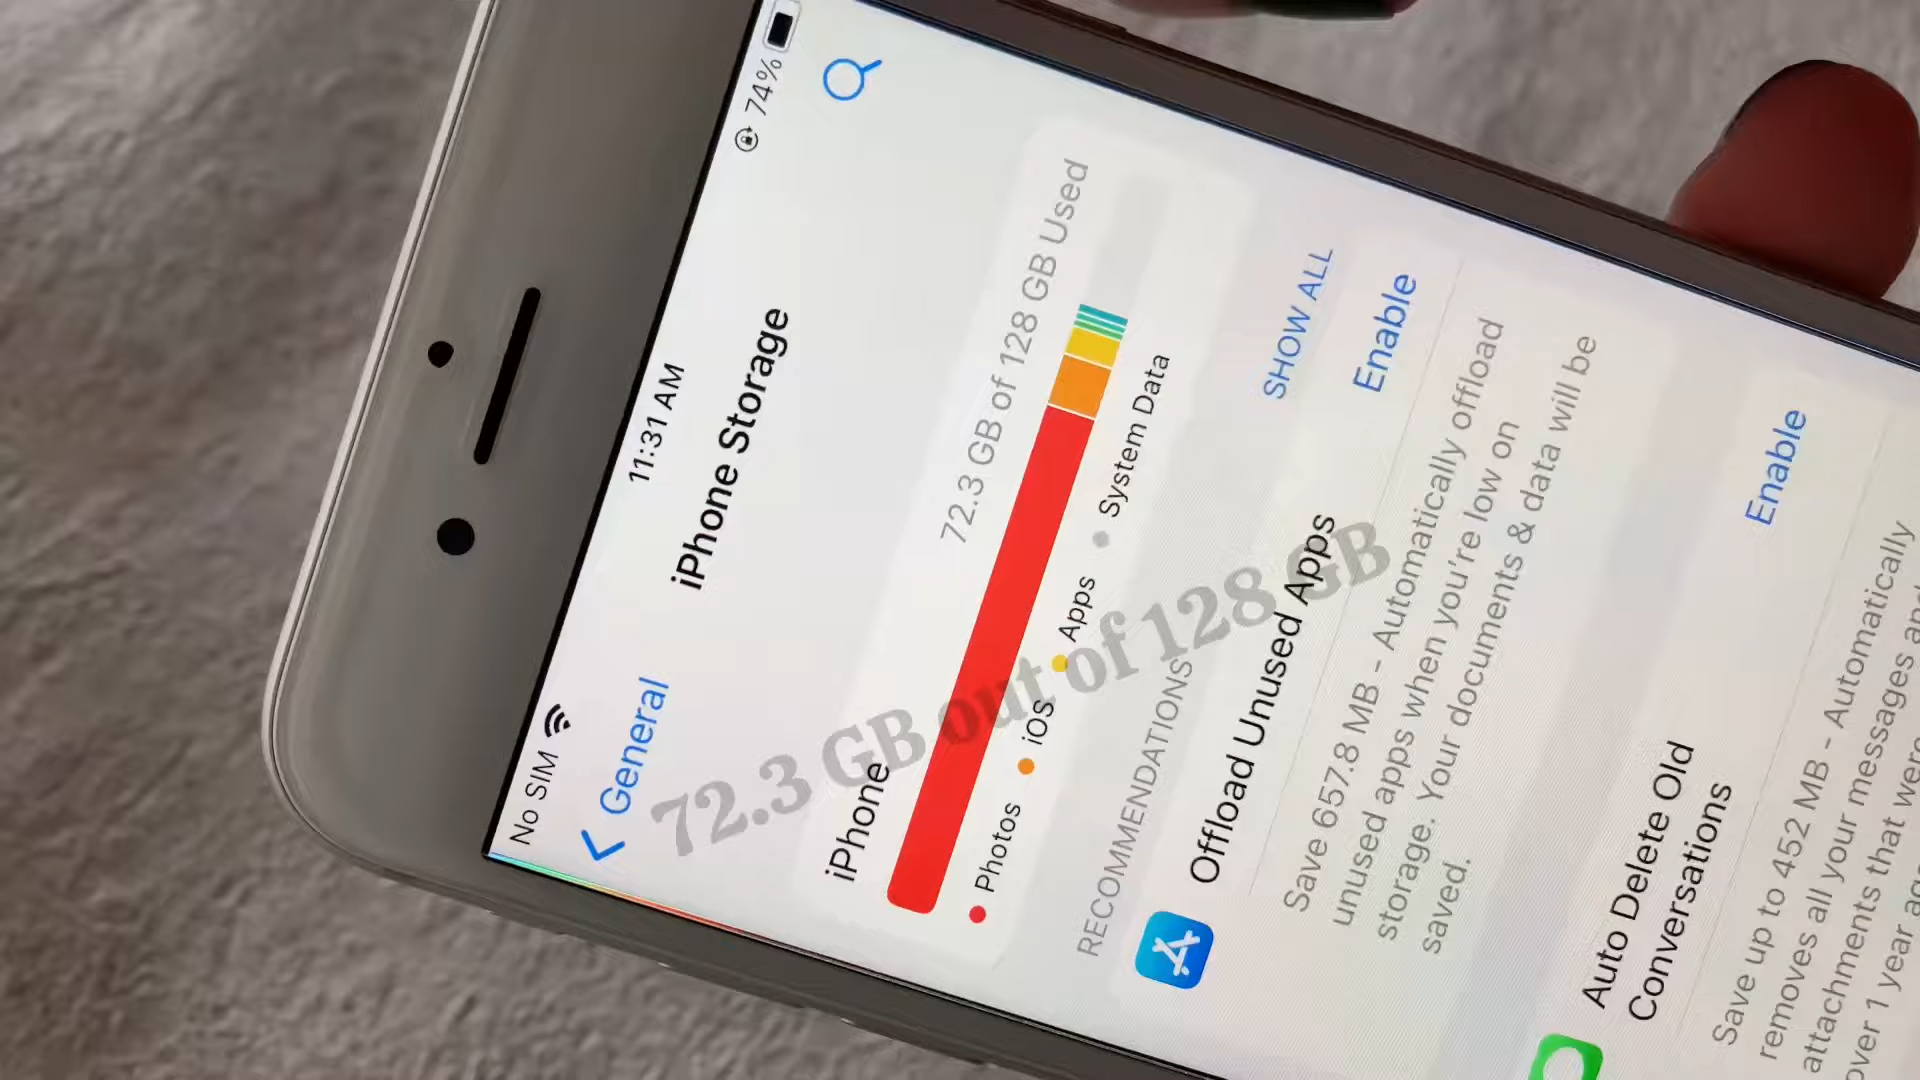 No SIM 11:31 AM 74%
General iPhone Storage
iPhone 72.3 GB of 128 GB Used
Photos iOS Apps System Data
72.3 GB out of 128 GB
RECOMMENDATIONS SHOW ALL
Offload Unused Apps Enable
Save 657.8 MB - Automatically offload
unused apps when you're low on
storage. Your documents & data will be
saved.
Auto Delete Old
Conversations
Enable
Save up to 452 MB - Automatically
removes all your messages and
attachments that were
over 1 year